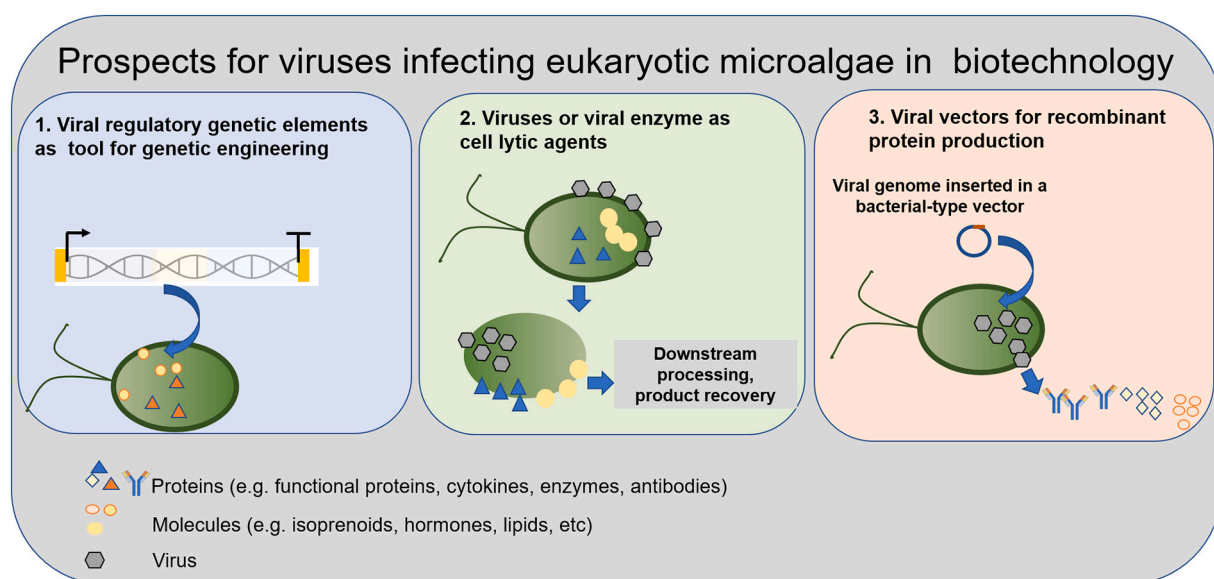 Prospects for viruses infecting eukaryotic microalgae in biotechnology
1. Viral regulatory genetic elements
as tool for genetic engineering
2. Viruses or viral enzyme as
cell lytic agents
Downstream
processing,
product recovery
3. Viral vectors for recombinant
protein production
Viral genome inserted in a
bacterial-type vector
Proteins (e.g. functional proteins, cytokines, enzymes, antibodies)
Molecules (e.g. isoprenoids, hormones, lipids, etc)
Virus